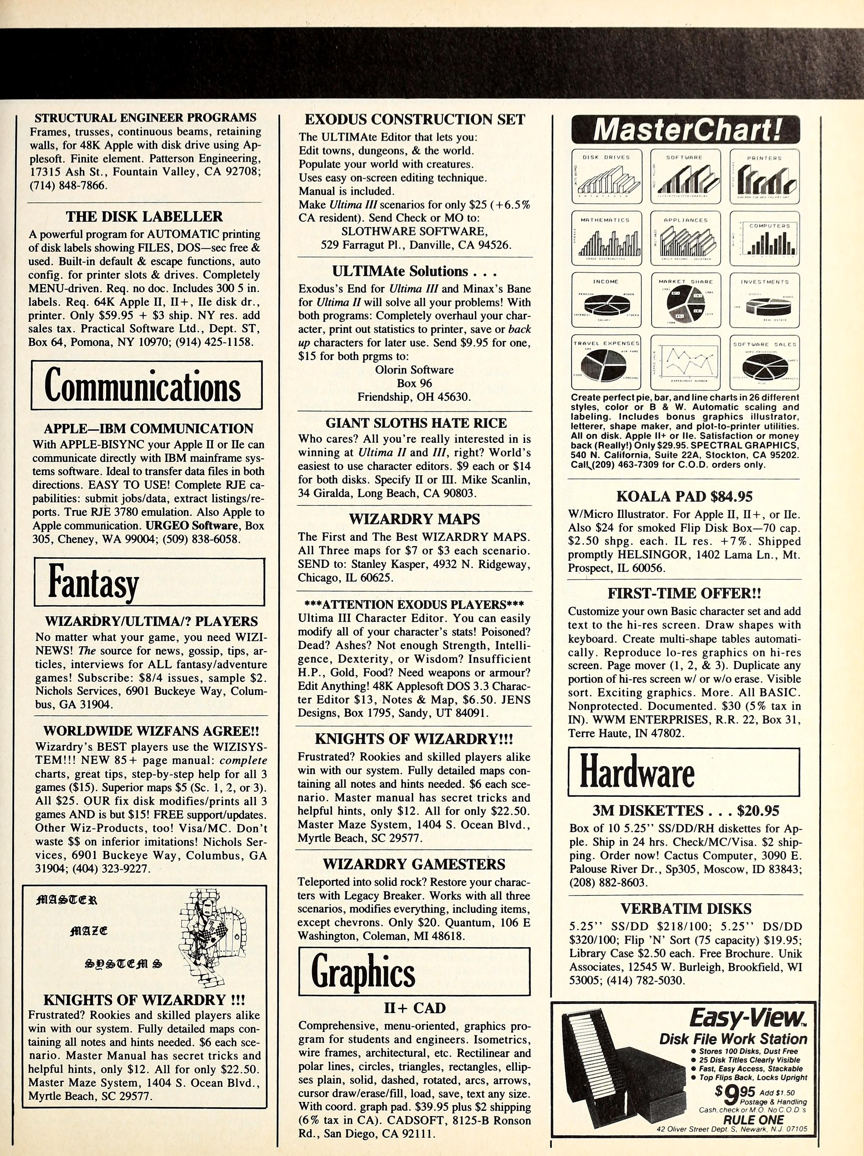 STRUCTURAL ENGINEER PROGRAMS
Frames, trusses, continuous beams, retaining
walls, for 48K Apple with disk drive using Ap-
plesoft. Finite element. Patterson Engineering,
17315 Ash St., Fountain Valley, CA 92708;
(714) 848-7866.
THE DISK LABELLER
A powerful program for AUTOMATIC printing
of disk labels showing FILES, DOS—sec free &
used. Built-in default & escape functions, auto
config. for printer slots & drives. Completely
MENU-driven. Req. no doc. Includes 300 5 in.
labels. Req. 64K Apple II, II+, IIe disk dr.,
printer. Only $59.95 + $3 ship. NY res. add
sales tax. Practical Software Ltd., Dept. ST,
Box 64, Pomona, NY 10970; (914) 425-1158.
Communications
APPLE—IBM COMMUNICATION
With APPLE-BISYNC your Apple II or IIe can
communicate directly with IBM mainframe sys-
tems software. Ideal to transfer data files in both
directions. EASY TO USE! Complete RJE ca-
pabilities: submit jobs/data, extract listings/re-
ports. True RJE 3780 emulation. Also Apple to
Apple communication. URGEO Software, Box
305, Cheney, WA 99004; (509) 838-6058.
Fantasy
WIZARDRY/ULTIMA/? PLAYERS
No matter what your game, you need WIZI-
NEWS! The source for news, gossip, tips, ar-
ticles, interviews for ALL fantasy/adventure
games! Subscribe: $8/4 issues, sample $2.
Nichols Services, 6901 Buckeye Way, Colum-
bus, GA 31904.
WORLDWIDE WIZFANS AGREE!!
Wizardry's BEST players use the WIZISYS-
TEM!!! NEW 85+ page manual: complete
charts, great tips, step-by-step help for all 3
games ($15). Superior maps $5 (Sc. 1, 2, or 3).
All $25. OUR fix disk modifies/prints all 3
games AND is but $15! FREE support/updates.
Other Wiz-Products, too! Visa/MC. Don't
waste $$ on inferior imitations! Nichols Ser-
vices, 6901 Buckeye Way, Columbus, GA
31904; (404) 323-9227.
MASTER
MAZE
SYSTEMS
KNIGHTS OF WIZARDRY !!!
Frustrated? Rookies and skilled players alike
win with our system. Fully detailed maps con-
taining all notes and hints needed. $6 each sce-
nario. Master Manual has secret tricks and
helpful hints, only $12. All for only $22.50.
Master Maze System, 1404 S. Ocean Blvd.,
Myrtle Beach, SC 29577.
EXODUS CONSTRUCTION SET
The ULTIMAte Editor that lets you:
Edit towns, dungeons, & the world.
Populate your world with creatures.
Uses easy on-screen editing technique.
Manual is included.
Make Ultima III scenarios for only $25 (+6.5%
CA resident). Send Check or MO to:
SLOTHWARE SOFTWARE,
529 Farragut Pl., Danville, CA 94526.
ULTIMAte Solutions . . .
Exodus's End for Ultima III and Minax's Bane
for Ultima II will solve all your problems! With
both programs: Completely overhaul your char-
acter, print out statistics to printer, save or back
up characters for later use. Send $9.95 for one,
$15 for both prgms to:
Olorin Software
Box 96
Friendship, OH 45630.
GIANT SLOTHS HATE RICE
Who cares? All you're really interested in is
winning at Ultima II and III, right? World's
easiest to use character editors. $9 each or $14
for both disks. Specify II or III. Mike Scanlin,
34 Giralda, Long Beach, CA 90803.
WIZARDRY MAPS
The First and The Best WIZARDRY MAPS.
All Three maps for $7 or $3 each scenario.
SEND to: Stanley Kasper, 4932 N. Ridgeway,
Chicago, IL 60625.
***ATTENTION EXODUS PLAYERS***
Ultima III Character Editor. You can easily
modify all of your character's stats! Poisoned?
Dead? Ashes? Not enough Strength, Intelli-
gence, Dexterity, or Wisdom? Insufficient
H.P., Gold, Food? Need weapons or armour?
Edit Anything! 48K Applesoft DOS 3.3 Charac-
ter Editor $13, Notes & Map, $6.50. JENS
Designs, Box 1795, Sandy, UT 84091.
KNIGHTS OF WIZARDRY!!!
Frustrated? Rookies and skilled players alike
win with our system. Fully detailed maps con-
taining all notes and hints needed. $6 each sce-
nario. Master manual has secret tricks and
helpful hints, only $12. All for only $22.50.
Master Maze System, 1404 S. Ocean Blvd.,
Myrtle Beach, SC 29577.
WIZARDRY GAMESTERS
Teleported into solid rock? Restore your charac-
ters with Legacy Breaker. Works with all three
scenarios, modifies everything, including items,
except chevrons. Only $20. Quantum, 106 E
Washington, Coleman, MI 48618.
Graphics
II+ CAD
Comprehensive, menu-oriented, graphics pro-
gram for students and engineers. Isometrics,
wire frames, architectural, etc. Rectilinear and
polar lines, circles, triangles, rectangles, ellip-
ses plain, solid, dashed, rotated, arcs, arrows,
cursor draw/erase/fill, load, save, text any size.
With coord. graph pad. $39.95 plus $2 shipping
(6% tax in CA). CADSOFT, 8125-B Ronson
Rd., San Diego, CA 92111.
MasterChart!
DISK DRIVES
SOFTWARE
PRINTERS
MATHEMATICS
APPLIANCES
COMPUTERS
INCOME
MARKET SHARE
INVESTMENTS
TRAVEL EXPENSES
SOFTWARE SALES
Create perfect pie, bar, and line charts in 26 different
styles, color or B & W. Automatic scaling and
labeling. Includes bonus graphics illustrator,
letterer, shape maker, and plot-to-printer utilities.
All on disk. Apple II+ or IIe. Satisfaction or money
back (Really!) Only $29.95. SPECTRAL GRAPHICS,
540 N. California, Suite 22A, Stockton, CA 95202.
Call (209) 463-7309 for C.O.D. orders only.
KOALA PAD $84.95
W/Micro Illustrator. For Apple II, II+, or IIe.
Also $24 for smoked Flip Disk Box—70 cap.
$2.50 shpg. each. IL res. +7%. Shipped
promptly HELSINGOR, 1402 Lama Ln., Mt.
Prospect, IL 60056.
FIRST-TIME OFFER!!
Customize your own Basic character set and add
text to the hi-res screen. Draw shapes with
keyboard. Create multi-shape tables automati-
cally. Reproduce lo-res graphics on hi-res
screen. Page mover (1, 2, & 3). Duplicate any
portion of hi-res screen w/ or w/o erase. Visible
sort. Exciting graphics. More. All BASIC.
Nonprotected. Documented. $30 (5% tax in
IN). WWM ENTERPRISES, R.R. 22, Box 31,
Terre Haute, IN 47802.
Hardware
3M DISKETTES . . . $20.95
Box of 10 5.25'' SS/DD/RH diskettes for Ap-
ple. Ship in 24 hrs. Check/MC/Visa. $2 ship-
ping. Order now! Cactus Computer, 3090 E.
Palouse River Dr., Sp305, Moscow, ID 83843;
(208) 882-8603.
VERBATIM DISKS
5.25'' SS/DD $218/100; 5.25'' DS/DD
$320/100; Flip 'N' Sort (75 capacity) $19.95;
Library Case $2.50 each. Free Brochure. Unik
Associates, 12545 W. Burleigh, Brookfield, WI
53005; (414) 782-5030.
Easy-View™
Disk File Work Station
● Stores 100 Disks, Dust Free
● 25 Disk Titles Clearly Visible
● Fast, Easy Access, Stackable
● Top Flips Back, Locks Upright
$9.95 Add $1.50
Postage & Handling
Cash, check or M.O. No C.O.D.'s
RULE ONE
42 Oliver Street Dept. S, Newark, N.J. 07105